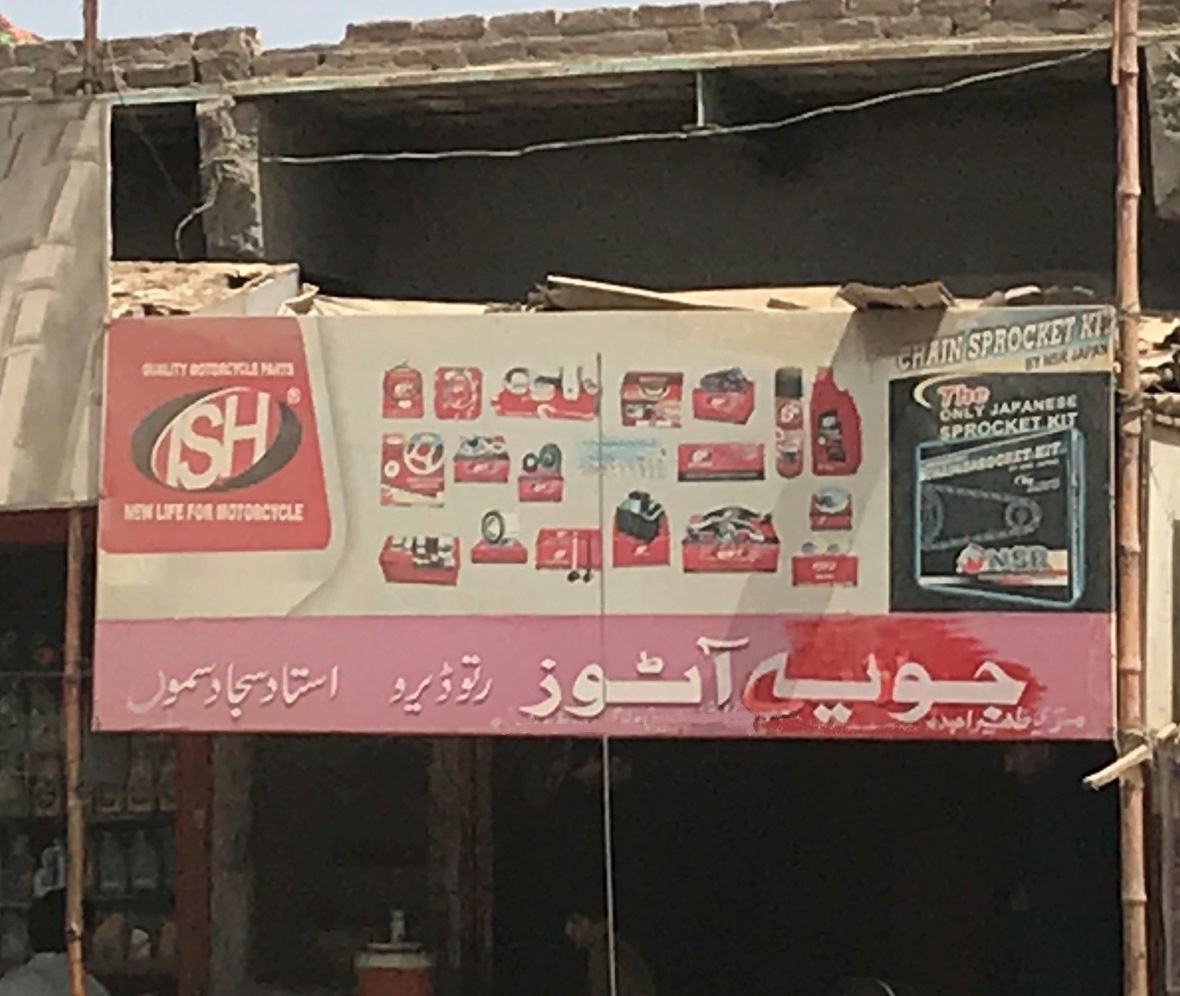 QUALITY MOTORCYCLE PARTS
ISH®
NEW LIFE FOR MOTORCYCLE
CHAIN SPROCKET KIT
BY NSR JAPAN
The
ONLY JAPANESE
SPROCKET KIT
NSR
جویہ آٹوز رتوڈیرو استاد سجاد سموں